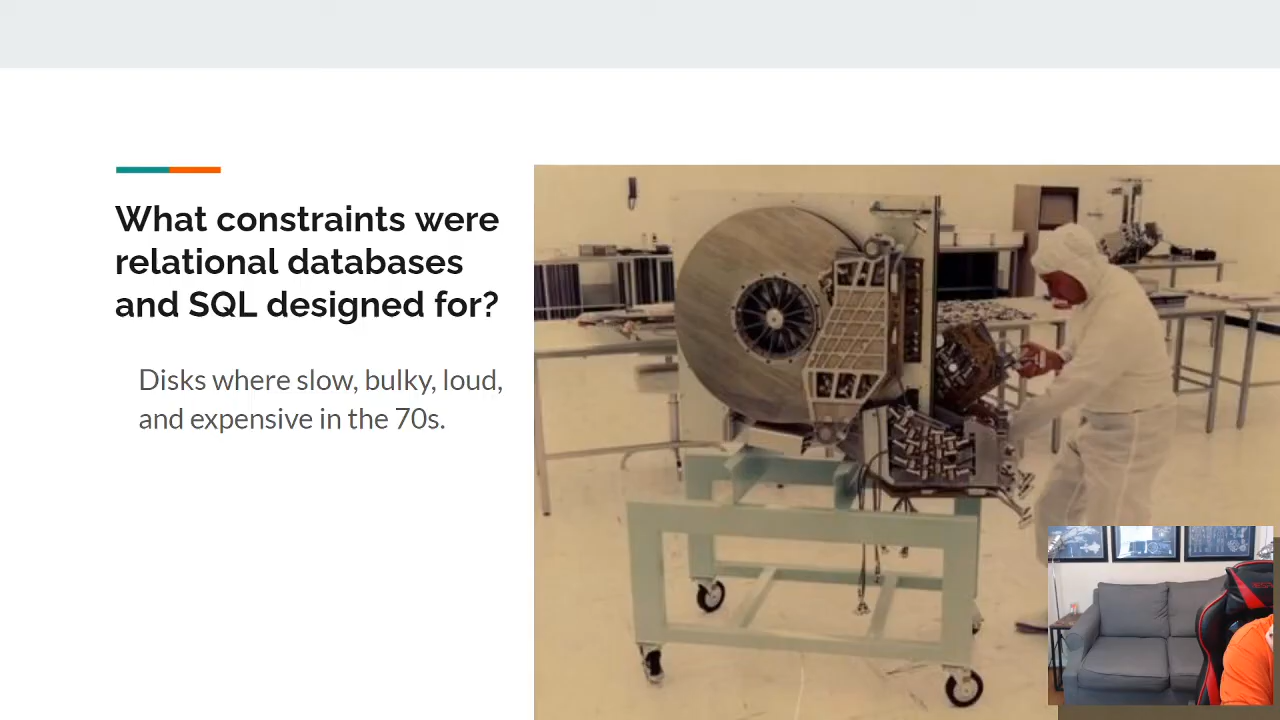 What constraints were
relational databases
and SQL designed for?
Disks where slow, bulky, loud,
and expensive in the 70s.